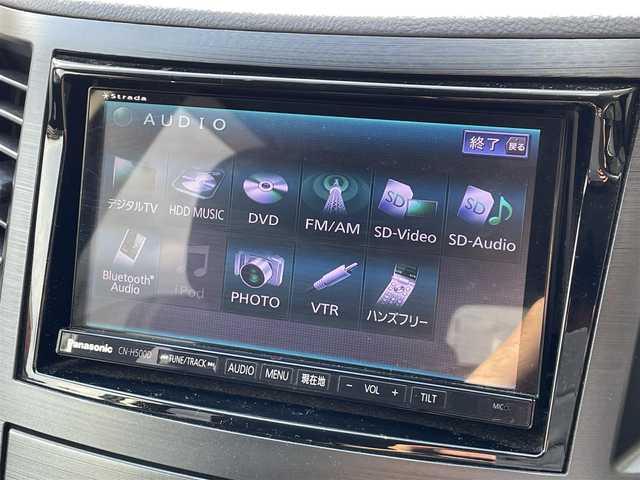 Strada
AUDIO
終了 戻る
デジタルTV HDD MUSIC DVD FM/AM SD-Video SD-Audio
Bluetooth® Audio iPod PHOTO VTR ハンズフリー
Panasonic CN-H500D TUNE/TRACK AUDIO MENU 現在地 − VOL + TILT MIC